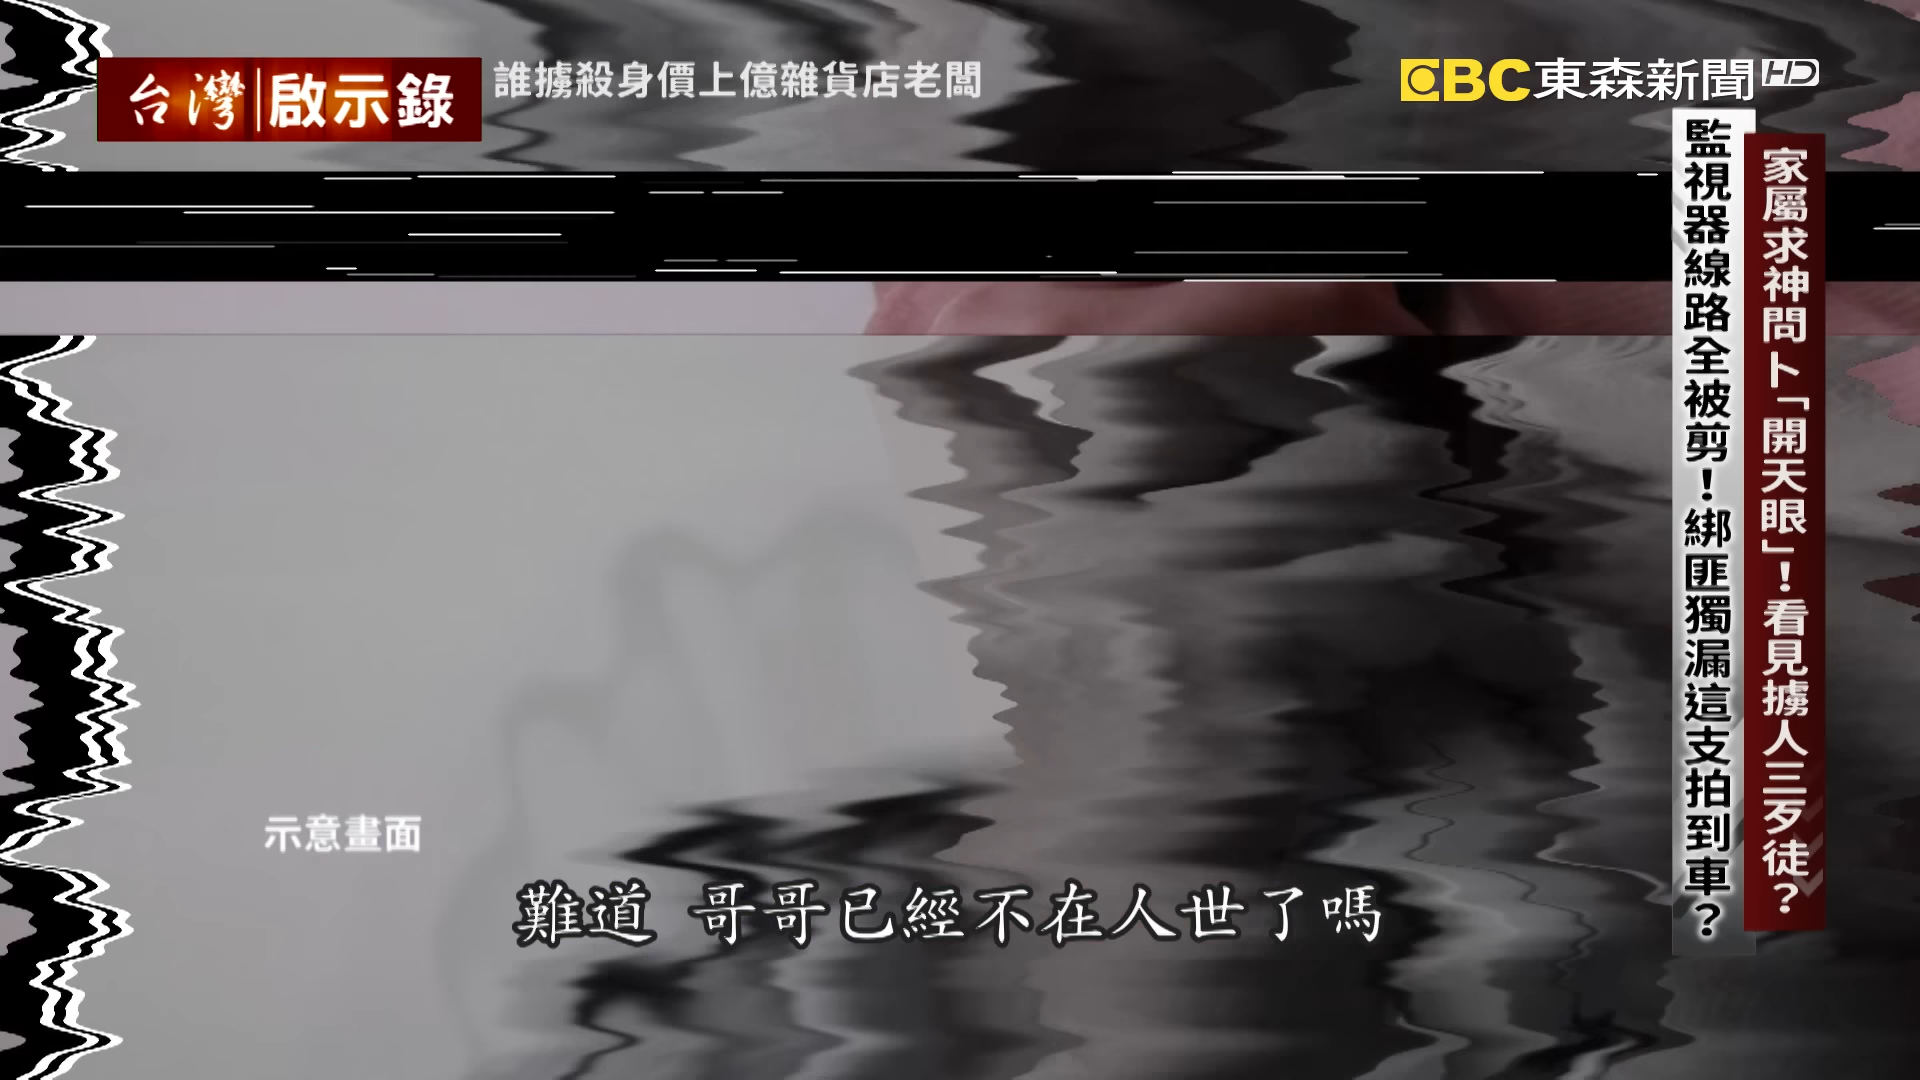 台灣啟示錄
誰擄殺身價上億雜貨店老闆
EBC東森新聞HD
家屬求神問卜「開天眼」！看見擄人三歹徒？
監視器線路全被剪！綁匪獨漏這支拍到車？
示意畫面
難道 哥哥已經不在人世了嗎